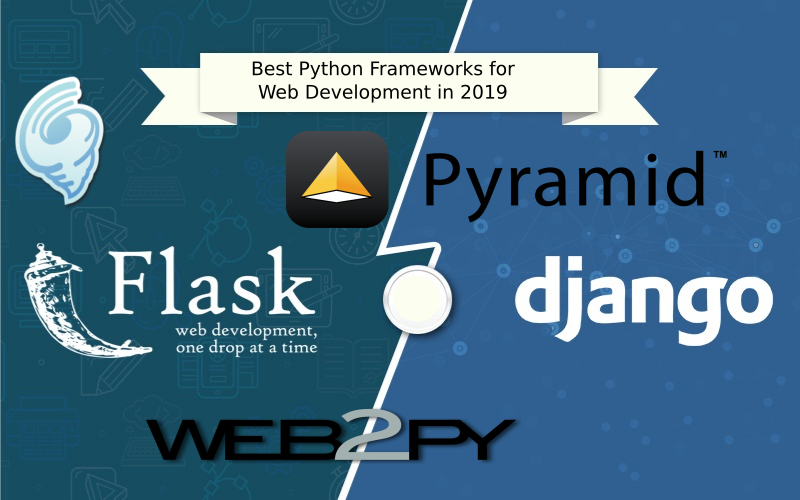 Best Python Frameworks for
Web Development in 2019
Pyramid™
Flask
web development,
one drop at a time
django
WEB2PY